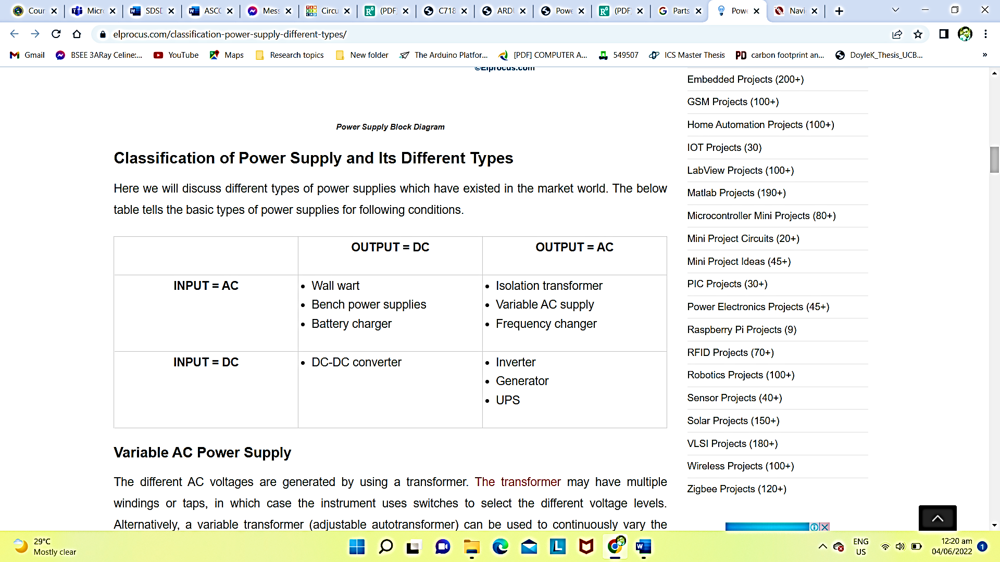 Cour
Micr
SDSD
ASCC
Mess
Circu
(PDF)
C718
ARDU
Powe
(PDF)
Parts
Powe
Navi
elprocus.com/classification-power-supply-different-types/
Gmail
BSEE 3ARay Celine:...
YouTube
Maps
Research topics
New folder
The Arduino Platfor...
[PDF] COMPUTER A...
549507
ICS Master Thesis
carbon footprint an...
DoyleK_Thesis_UCB...
»
©Elprocus.com
Power Supply Block Diagram
Classification of Power Supply and Its Different Types
Here we will discuss different types of power supplies which have existed in the market world. The below
table tells the basic types of power supplies for following conditions.
OUTPUT = DC
OUTPUT = AC
INPUT = AC
• Wall wart
• Bench power supplies
• Battery charger
• Isolation transformer
• Variable AC supply
• Frequency changer
INPUT = DC
• DC-DC converter
• Inverter
• Generator
• UPS
Variable AC Power Supply
The different AC voltages are generated by using a transformer. The transformer may have multiple
windings or taps, in which case the instrument uses switches to select the different voltage levels.
Alternatively, a variable transformer (adjustable autotransformer) can be used to continuously vary the
Embedded Projects (200+)
GSM Projects (100+)
Home Automation Projects (100+)
IOT Projects (30)
LabView Projects (100+)
Matlab Projects (190+)
Microcontroller Mini Projects (80+)
Mini Project Circuits (20+)
Mini Project Ideas (45+)
PIC Projects (30+)
Power Electronics Projects (45+)
Raspberry Pi Projects (9)
RFID Projects (70+)
Robotics Projects (100+)
Sensor Projects (40+)
Solar Projects (150+)
VLSI Projects (180+)
Wireless Projects (100+)
Zigbee Projects (120+)
29°C
Mostly clear
ENG
US
12:20 am
04/06/2022
1